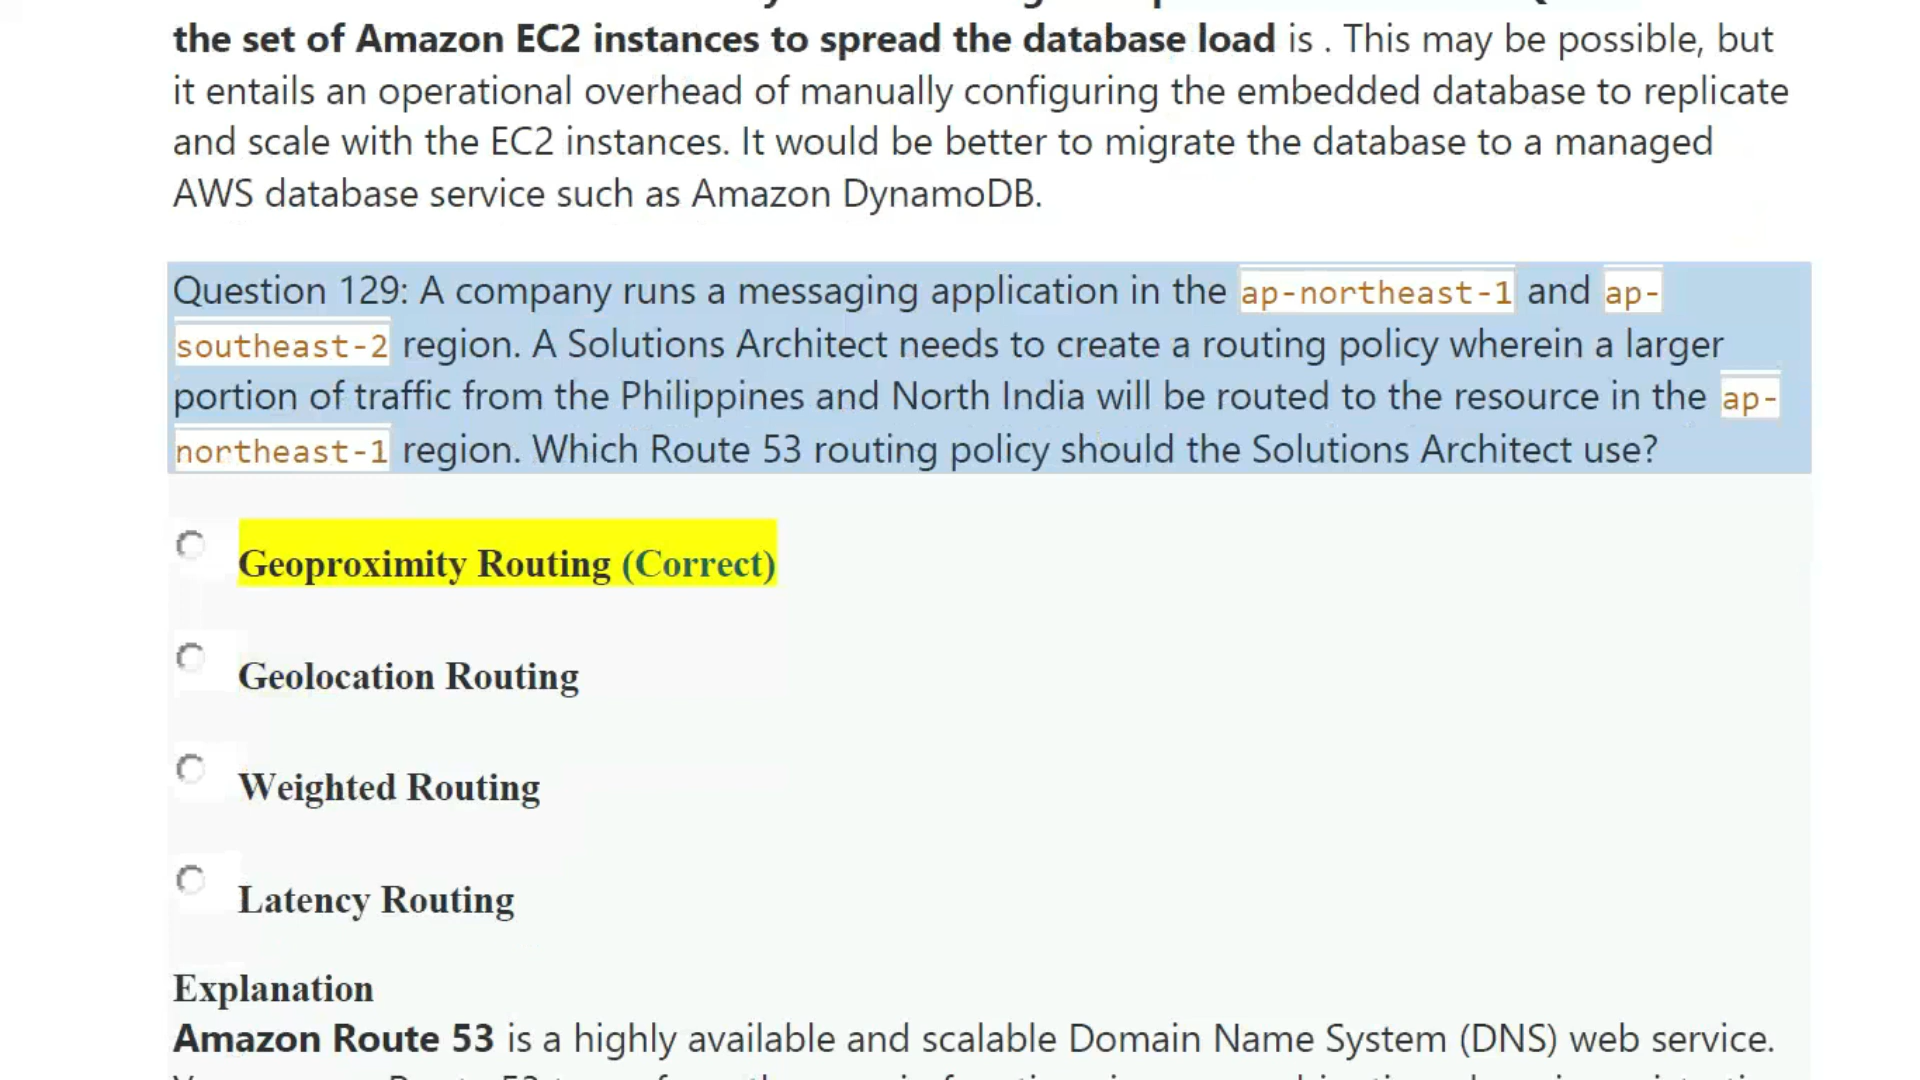 the set of Amazon EC2 instances to spread the database load is . This may be possible, but
it entails an operational overhead of manually configuring the embedded database to replicate
and scale with the EC2 instances. It would be better to migrate the database to a managed
AWS database service such as Amazon DynamoDB.
Question 129: A company runs a messaging application in the ap-northeast-1 and ap-
southeast-2 region. A Solutions Architect needs to create a routing policy wherein a larger
portion of traffic from the Philippines and North India will be routed to the resource in the ap-
northeast-1 region. Which Route 53 routing policy should the Solutions Architect use?
Geoproximity Routing (Correct)
Geolocation Routing
Weighted Routing
Latency Routing
Explanation
Amazon Route 53 is a highly available and scalable Domain Name System (DNS) web service.